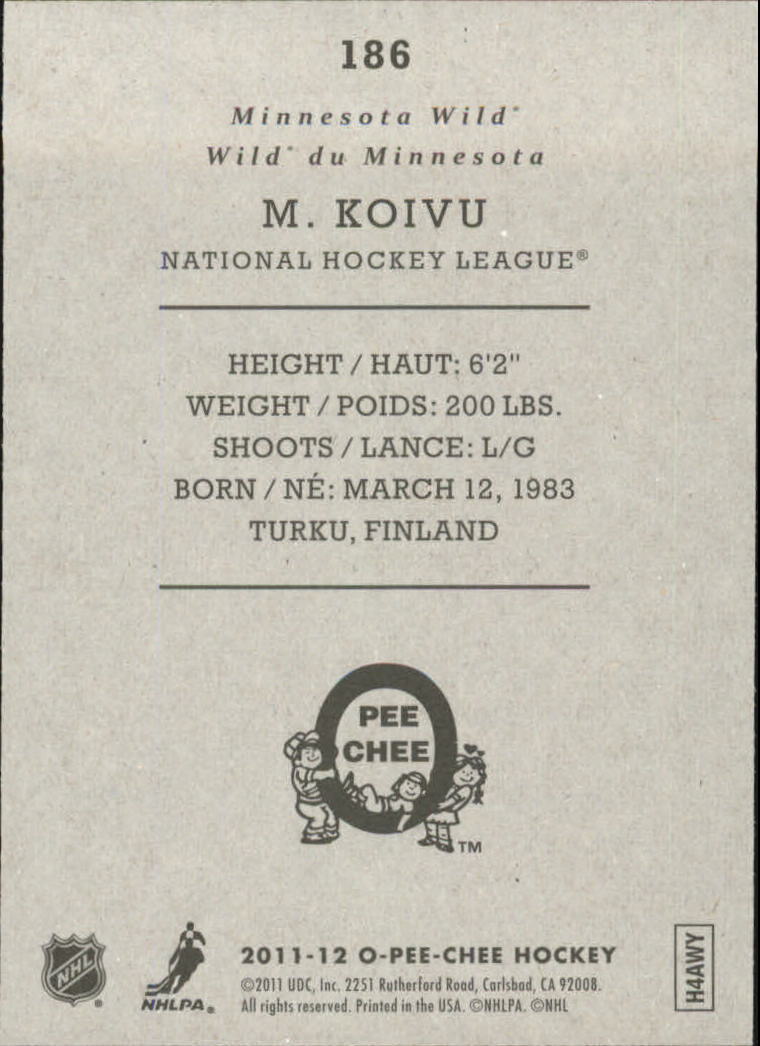 186
Minnesota Wild®
Wild® du Minnesota
M. KOIVU
NATIONAL HOCKEY LEAGUE®
HEIGHT / HAUT: 6'2"
WEIGHT / POIDS: 200 LBS.
SHOOTS / LANCE: L/G
BORN / NÉ: MARCH 12, 1983
TURKU, FINLAND
O
PEE
CHEE
TM
NHL
®
NHLPA®
2011-12 O-PEE-CHEE HOCKEY
©2011 UDC, Inc. 2251 Rutherford Road, Carlsbad, CA 92008.
All rights reserved. Printed in the USA. ©NHLPA. ©NHL
H4AWY